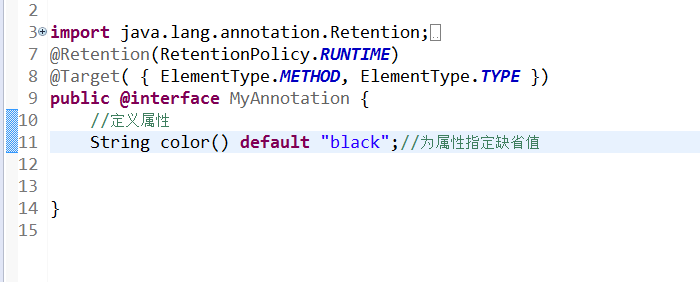 2
3 import java.lang.annotation.Retention;
7 @Retention(RetentionPolicy.RUNTIME)
8 @Target( { ElementType.METHOD, ElementType.TYPE })
9 public @interface MyAnnotation {
10 //定义属性
11 String color() default "black";//为属性指定缺省值
12
13
14 }
15